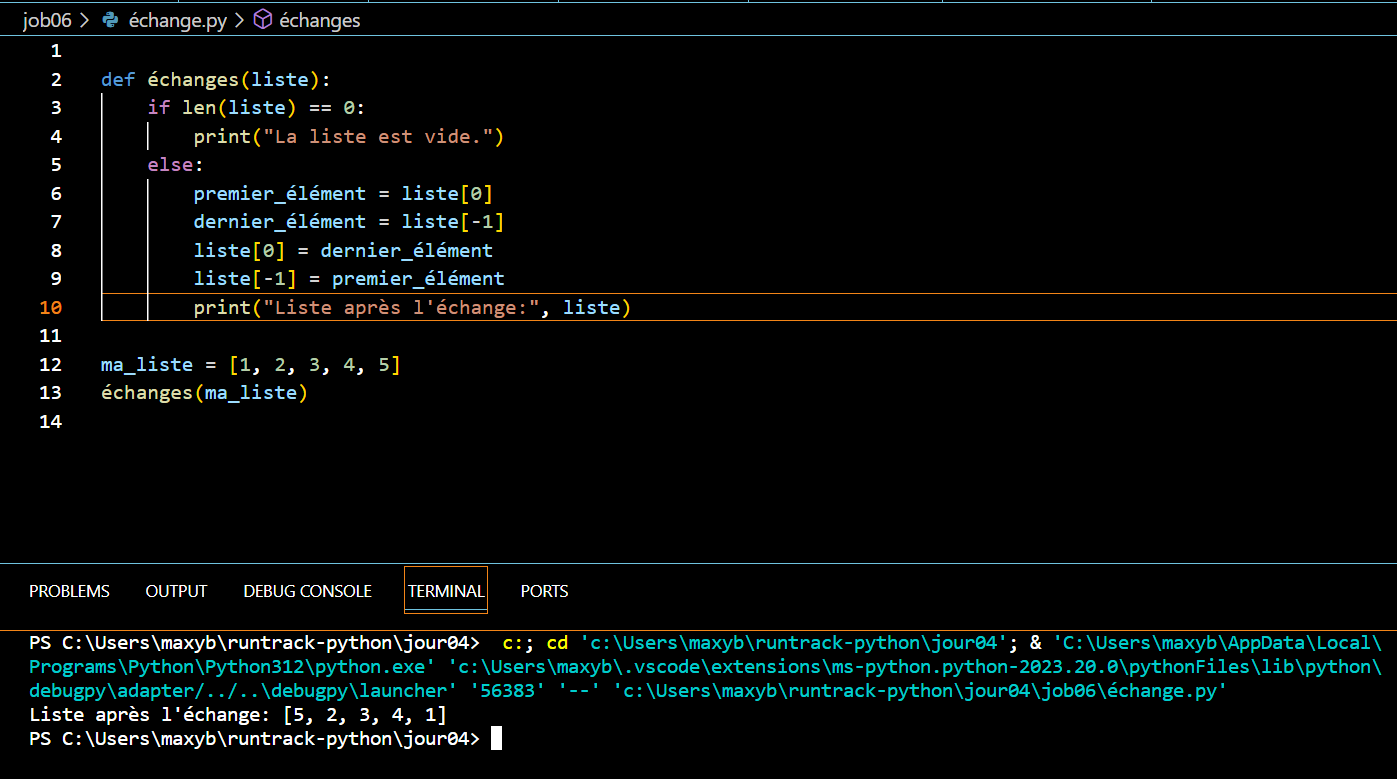 job06 > échange.py > échanges
1
2 def échanges(liste):
3     if len(liste) == 0:
4         print("La liste est vide.")
5     else:
6         premier_élément = liste[0]
7         dernier_élément = liste[-1]
8         liste[0] = dernier_élément
9         liste[-1] = premier_élément
10         print("Liste après l'échange:", liste)
11
12 ma_liste = [1, 2, 3, 4, 5]
13 échanges(ma_liste)
14
PROBLEMS OUTPUT DEBUG CONSOLE TERMINAL PORTS
PS C:\Users\maxyb\runtrack-python\jour04>  c:; cd 'c:\Users\maxyb\runtrack-python\jour04'; & 'C:\Users\maxyb\AppData\Local\
Programs\Python\Python312\python.exe' 'c:\Users\maxyb\.vscode\extensions\ms-python.python-2023.20.0\pythonFiles\lib\python\
debugpy\adapter/../..\debugpy\launcher' '56383' '--' 'c:\Users\maxyb\runtrack-python\jour04\job06\échange.py'
Liste après l'échange: [5, 2, 3, 4, 1]
PS C:\Users\maxyb\runtrack-python\jour04>